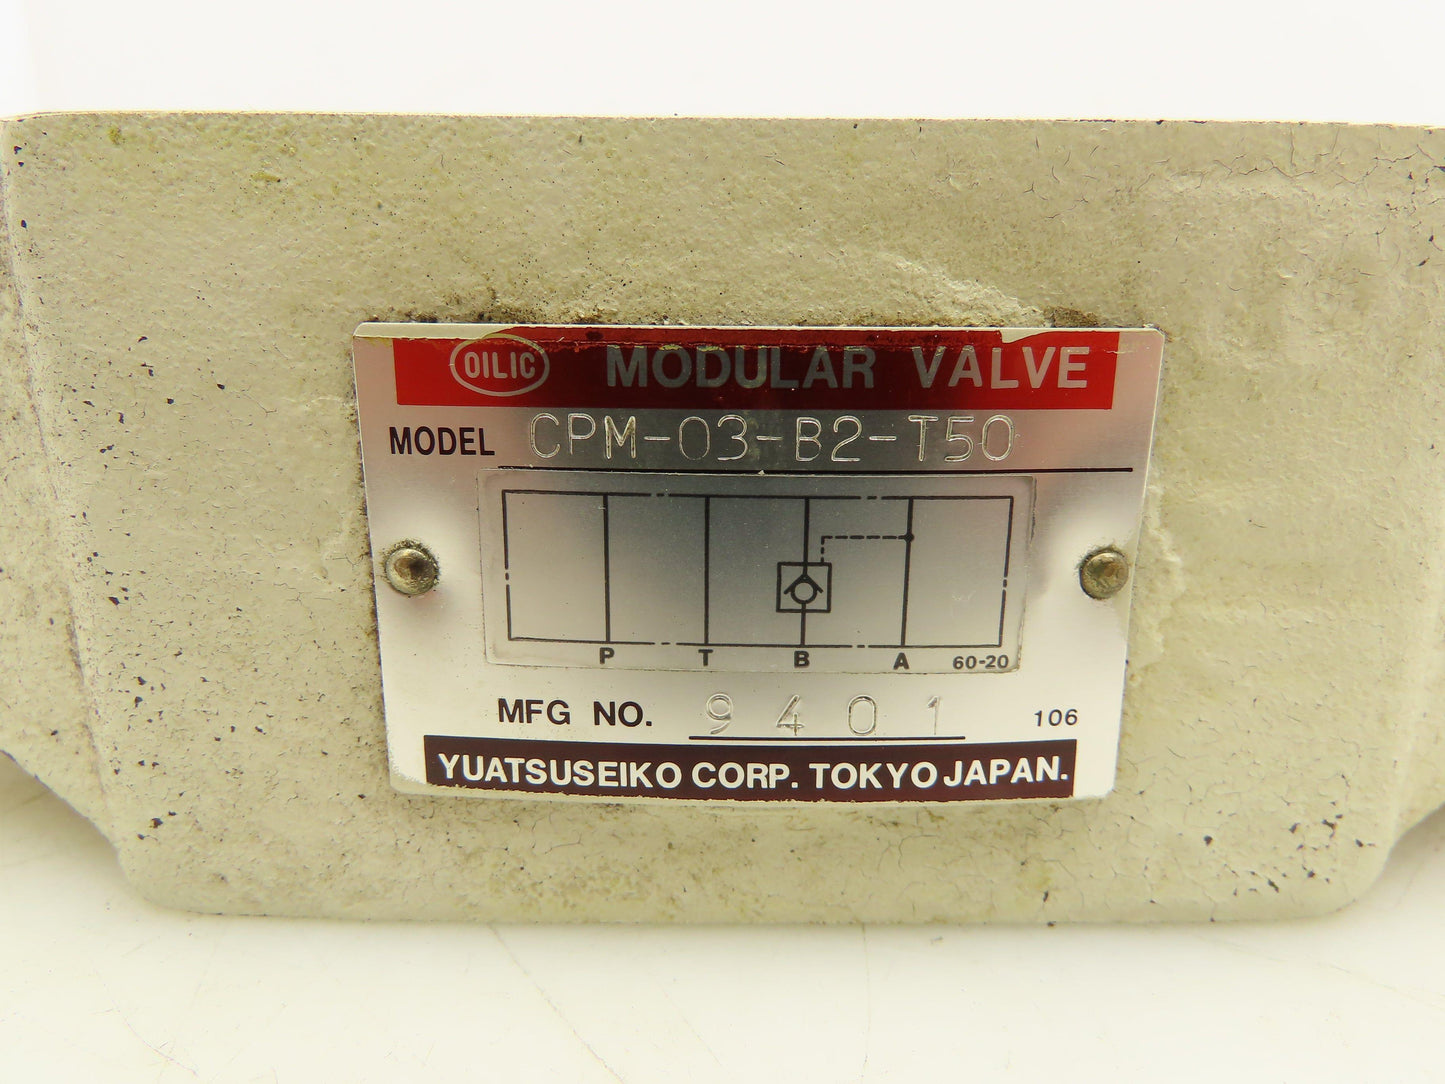 OILIC MODULAR VALVE
MODEL CPM-03-B2-T50
P T B A 60-20
MFG NO. 9401 106
YUATSUSEIKO CORP. TOKYO JAPAN.